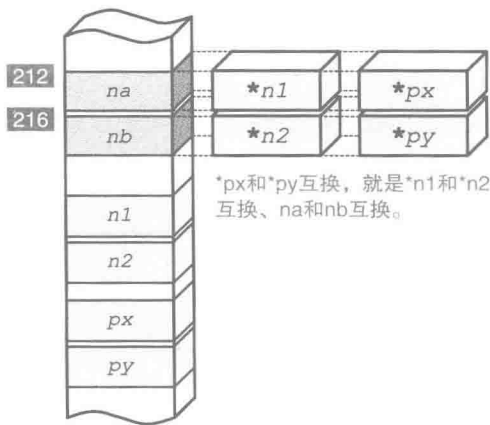 212
na
*n1
*px
216
nb
*n2
*py
*px和*py互换，就是*n1和*n2
互换、na和nb互换。
n1
n2
px
py